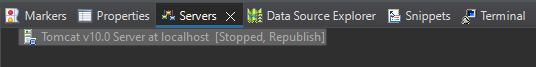 Markers Properties Servers Data Source Explorer Snippets Terminal
Tomcat v10.0 Server at localhost [Stopped, Republish]